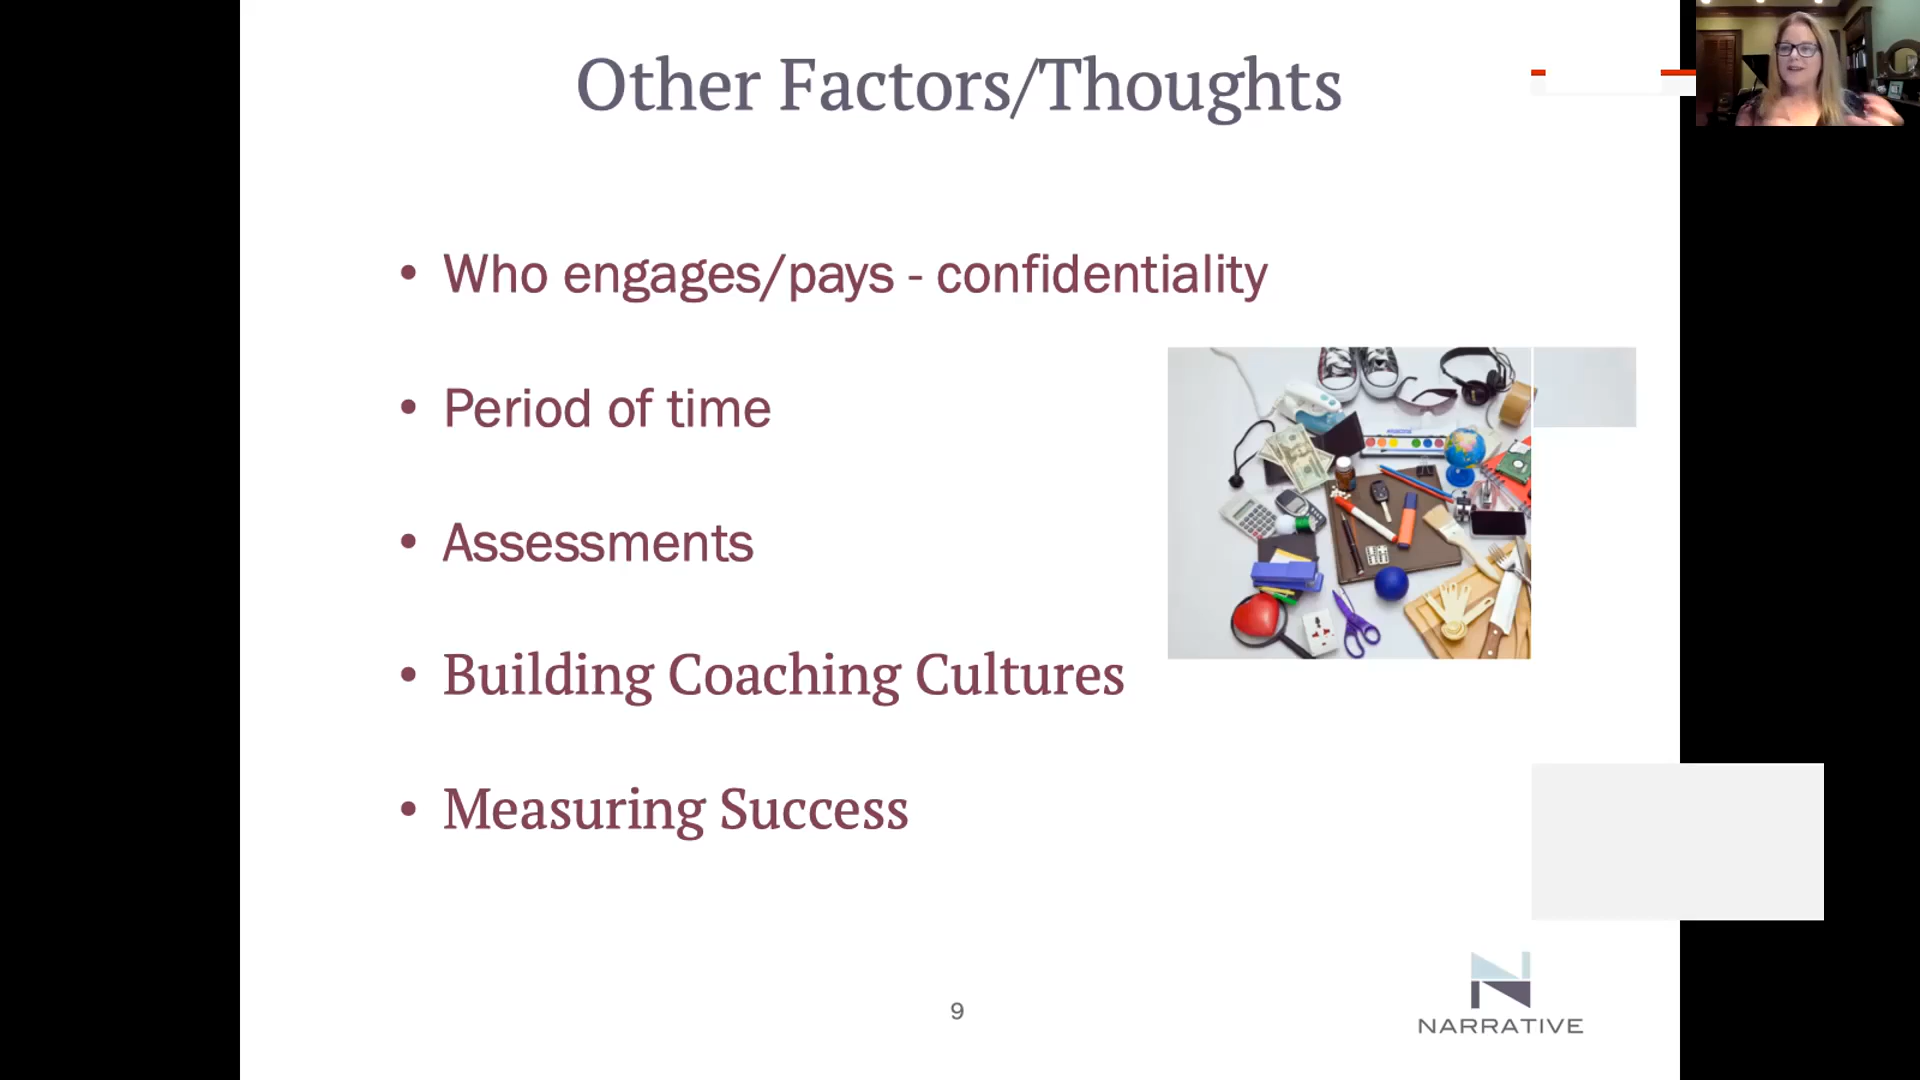 Other Factors/Thoughts
• Who engages/pays - confidentiality
• Period of time
• Assessments
• Building Coaching Cultures
• Measuring Success
9
NARRATIVE